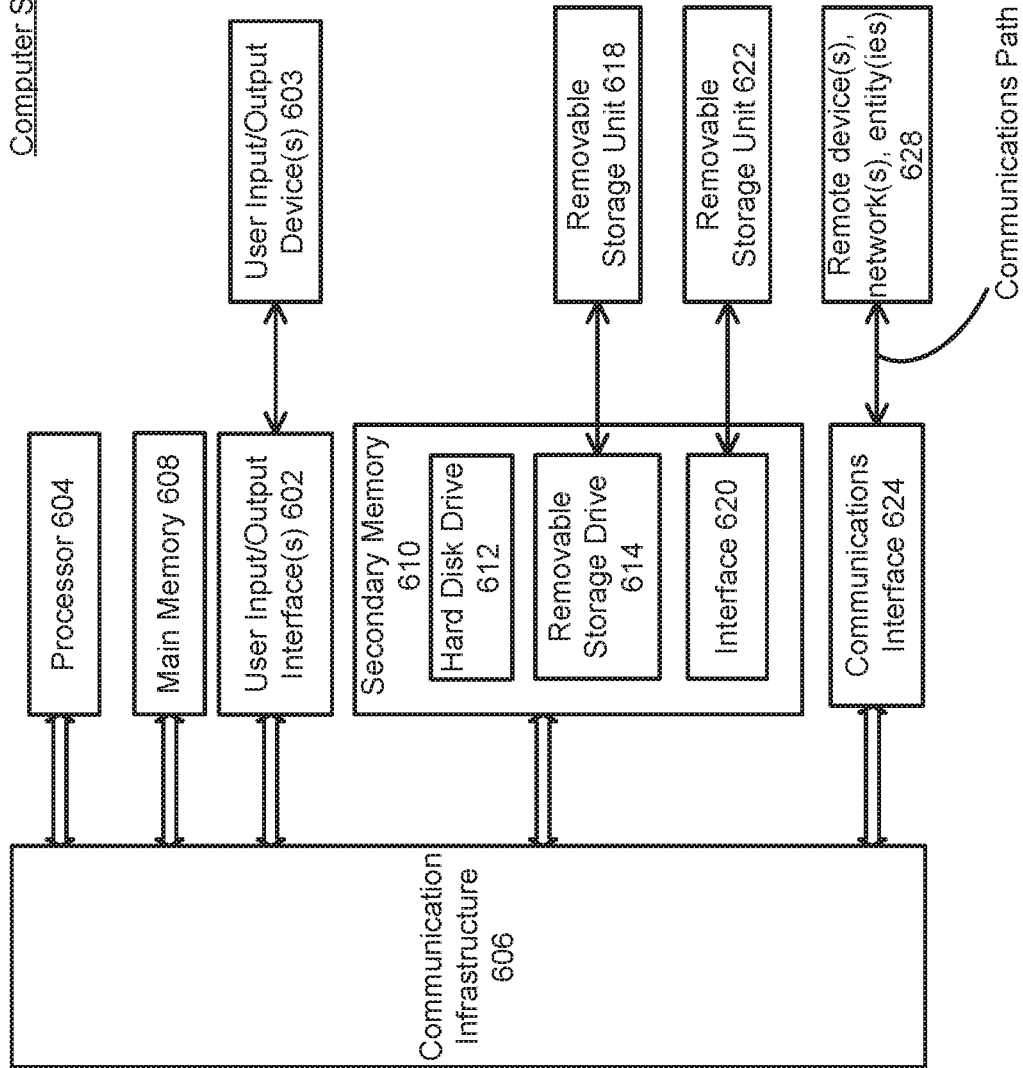 Computer S
Processor 604
Main Memory 608
User Input/Output
Interface(s) 602
User Input/Output
Device(s) 603
Communication
Infrastructure
606
Secondary Memory
610
Hard Disk Drive
612
Removable
Storage Drive
614
Interface 620
Removable
Storage Unit 618
Removable
Storage Unit 622
Communications
Interface 624
Remote device(s),
network(s), entity(ies)
628
Communications Path